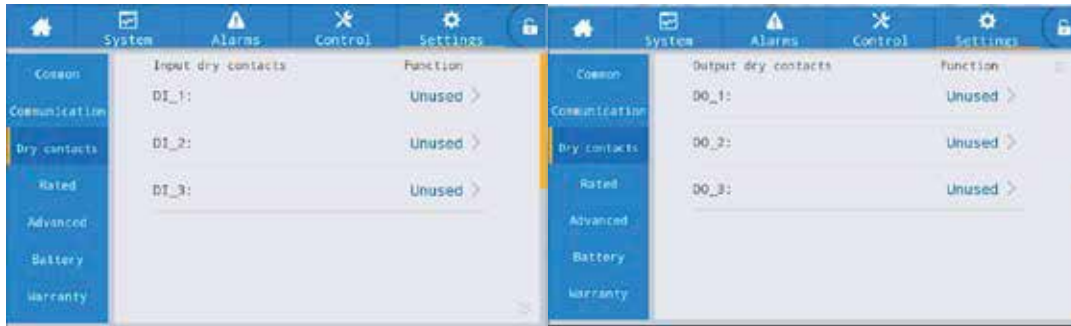 System Alarms Control Settings
Common
Communication
Dry contacts
Rated
Advanced
Battery
Warranty
Input dry contacts Function
DI_1: Unused >
DI_2: Unused >
DI_3: Unused >
System Alarms Control Settings
Common
Communication
Dry contacts
Rated
Advanced
Battery
Warranty
Output dry contacts Function
DO_1: Unused >
DO_2: Unused >
DO_3: Unused >